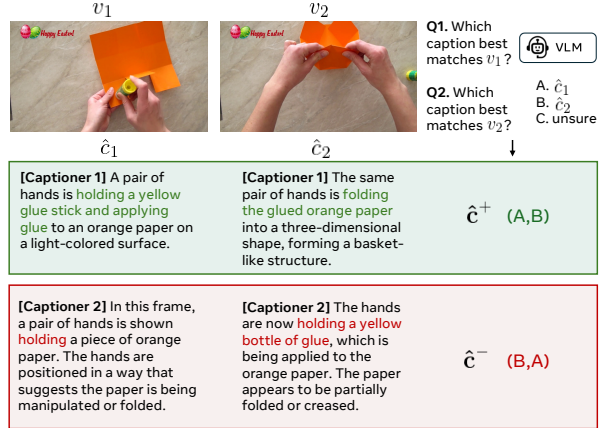 v₁
v₂
Happy Easter!
Happy Easter!
Q1. Which
caption best
matches v₁?
VLM
Q2. Which
caption best
matches v₂?
A. ĉ₁
B. ĉ₂
C. unsure
ĉ₁
ĉ₂
[Captioner 1] A pair of
hands is holding a yellow
glue stick and applying
glue to an orange paper on
a light-colored surface.
[Captioner 1] The same
pair of hands is folding
the glued orange paper
into a three-dimensional
shape, forming a basket-
like structure.
ĉ⁺ (A,B)
[Captioner 2] In this frame,
a pair of hands is shown
holding a piece of orange
paper. The hands are
positioned in a way that
suggests the paper is being
manipulated or folded.
[Captioner 2] The hands
are now holding a yellow
bottle of glue, which is
being applied to the
orange paper. The paper
appears to be partially
folded or creased.
ĉ⁻ (B,A)